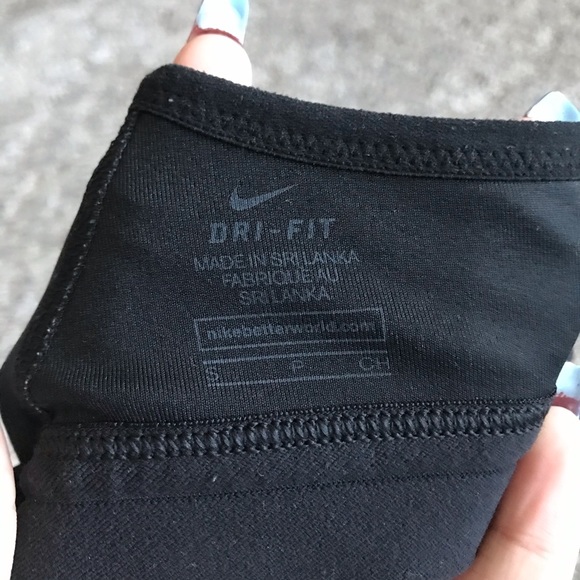 DRI-FIT
MADE IN SRI LANKA
FABRIQUE AU
SRI LANKA
nikebetterworld.com
S P CH